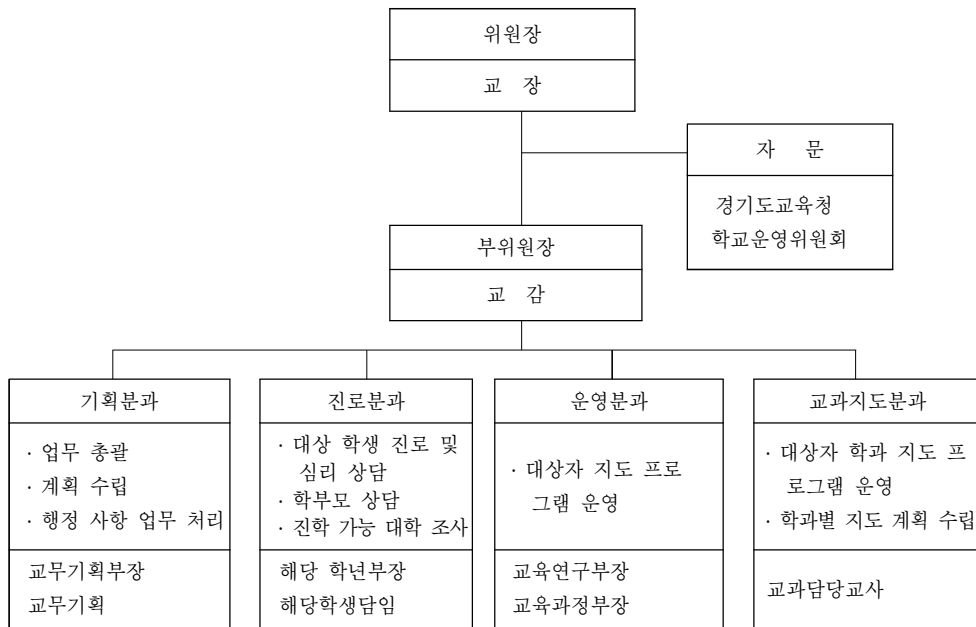 위원장
교 장
자 문
경기도교육청
학교운영위원회
부위원장
교 감
기획분과
· 업무 총괄
· 계획 수립
· 행정 사항 업무 처리
교무기획부장
교무기획
진로분과
· 대상 학생 진로 및
심리 상담
· 학부모 상담
· 진학 가능 대학 조사
해당 학년부장
해당학생담임
운영분과
· 대상자 지도 프로
그램 운영
교육연구부장
교육과정부장
교과지도분과
· 대상자 학과 지도 프
로그램 운영
· 학과별 지도 계획 수립
교과담당교사